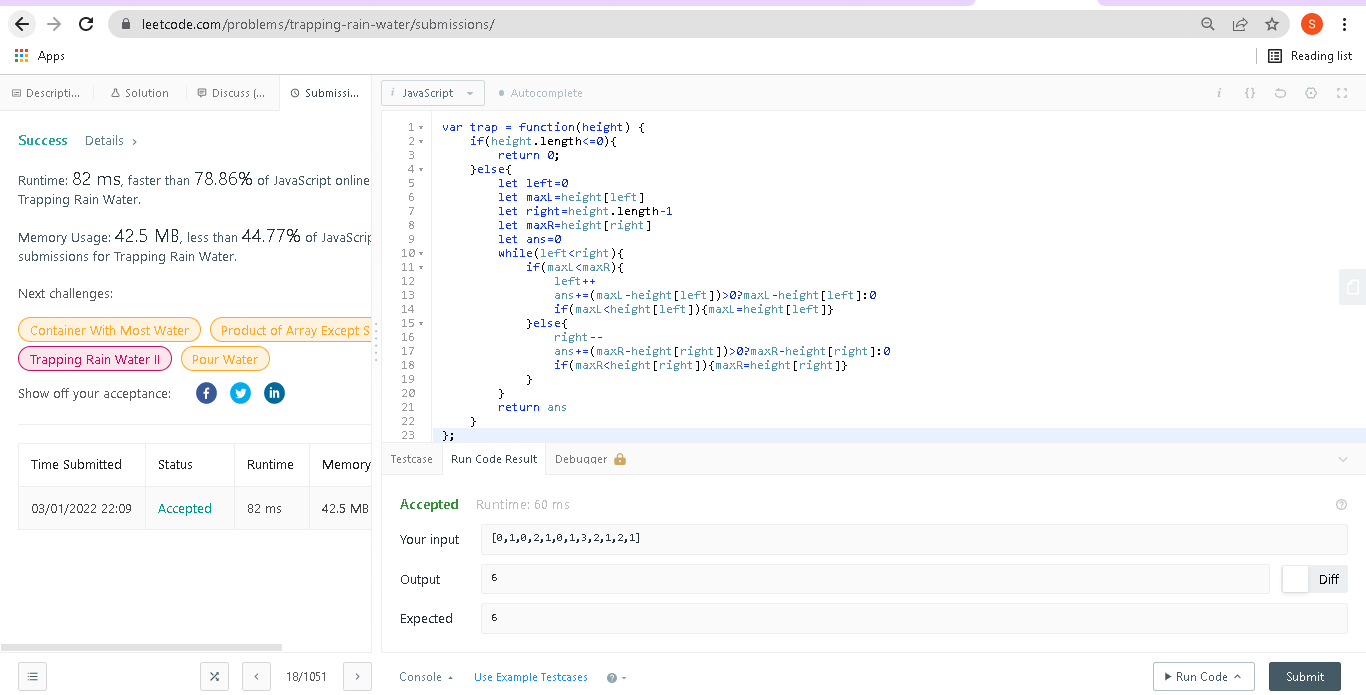 leetcode.com/problems/trapping-rain-water/submissions/
S
Apps
Reading list
Descripti...
Solution
Discuss (...
Submissi...
Success
Details
Runtime: 82 ms, faster than 78.86% of JavaScript online
Trapping Rain Water.
Memory Usage: 42.5 MB, less than 44.77% of JavaScrip
submissions for Trapping Rain Water.
Next challenges:
Container With Most Water
Product of Array Except S
Trapping Rain Water II
Pour Water
Show off your acceptance:
Time Submitted Status Runtime Memory
03/01/2022 22:09 Accepted 82 ms 42.5 MB
18/1051
i JavaScript
Autocomplete
i {}
1 var trap = function(height) {
2 if(height.length<=0){
3 return 0;
4 }else{
5 let left=0
6 let maxL=height[left]
7 let right=height.length-1
8 let maxR=height[right]
9 let ans=0
10 while(left<right){
11 if(maxL<maxR){
12 left++
13 ans+=(maxL-height[left])>0?maxL-height[left]:0
14 if(maxL<height[left]){maxL=height[left]}
15 }else{
16 right--
17 ans+=(maxR-height[right])>0?maxR-height[right]:0
18 if(maxR<height[right]){maxR=height[right]}
19 }
20 }
21 return ans
22 }
23 };
Testcase
Run Code Result
Debugger
Accepted Runtime: 60 ms
Your input
[0,1,0,2,1,0,1,3,2,1,2,1]
Output
6
Diff
Expected
6
Console
Use Example Testcases
Run Code
Submit